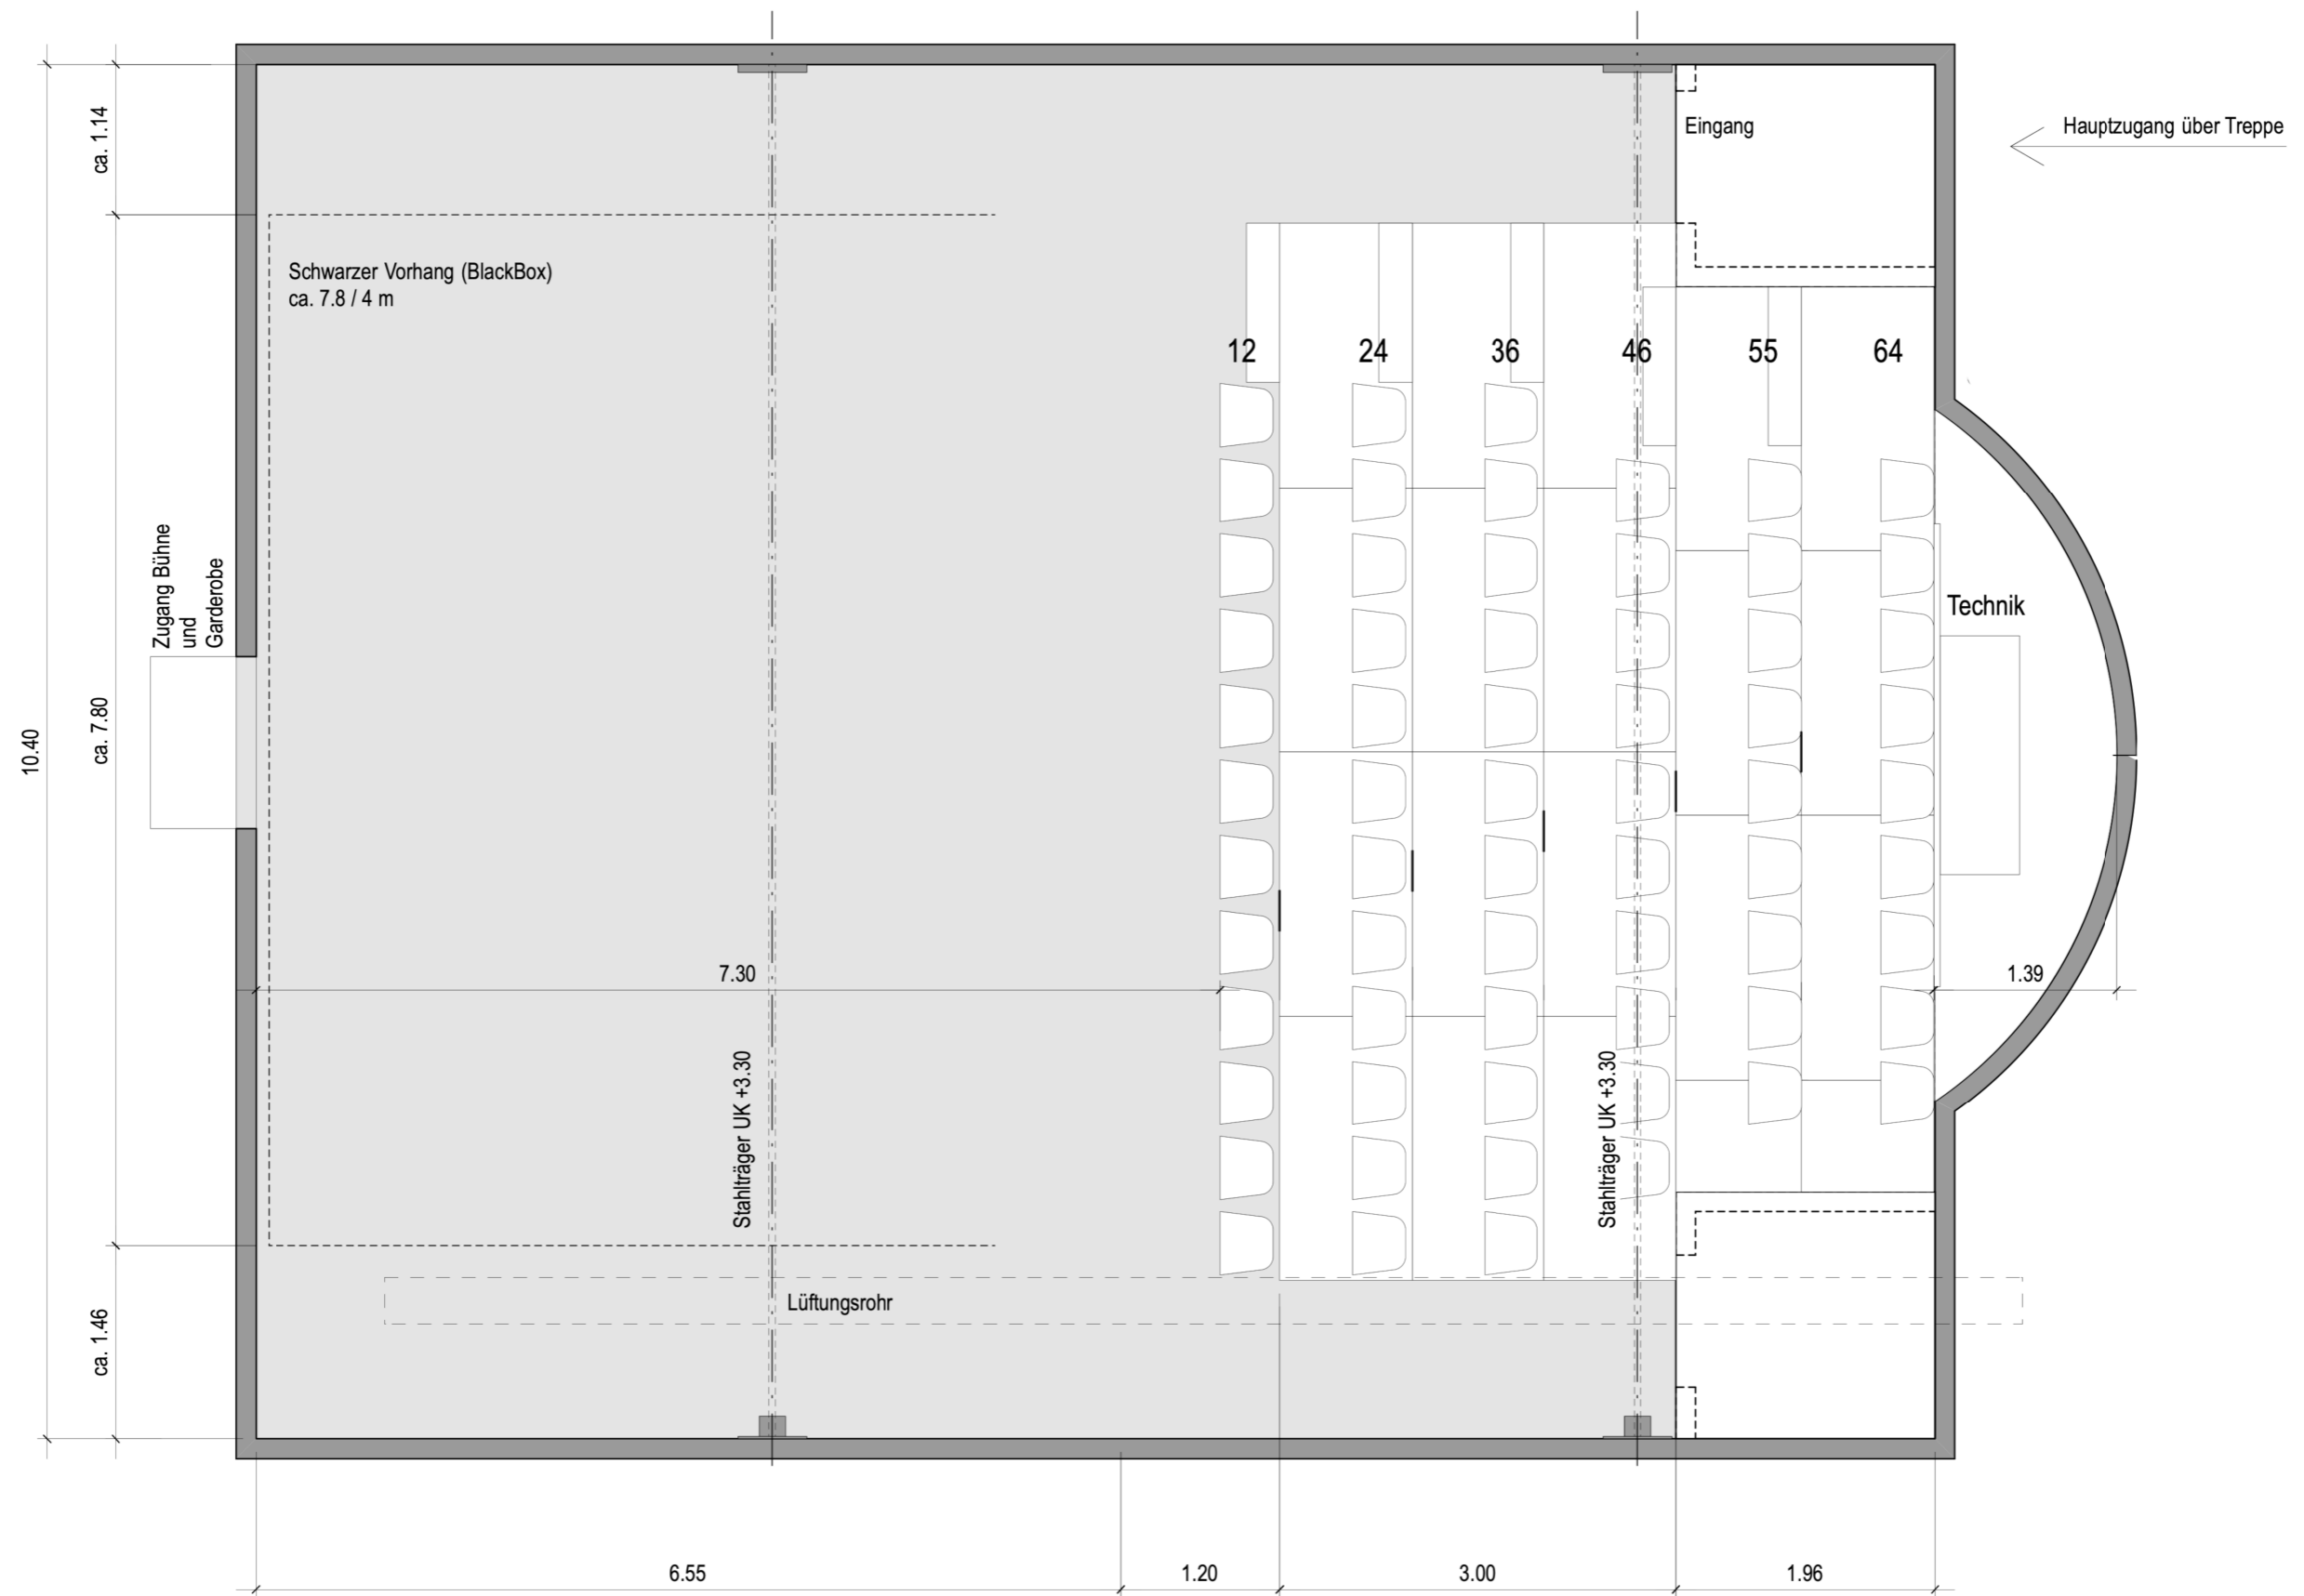 Eingang
Hauptzugang über Treppe
ca. 1.14
Schwarzer Vorhang (BlackBox)
ca. 7.8 / 4 m
12
24
36
46
55
64
Zugang Bühne
und
Garderobe
Technik
10.40
ca. 7.80
7.30
1.39
Stahlträger UK +3.30
Stahlträger UK +3.30
Lüftungsrohr
ca. 1.46
6.55
1.20
3.00
1.96